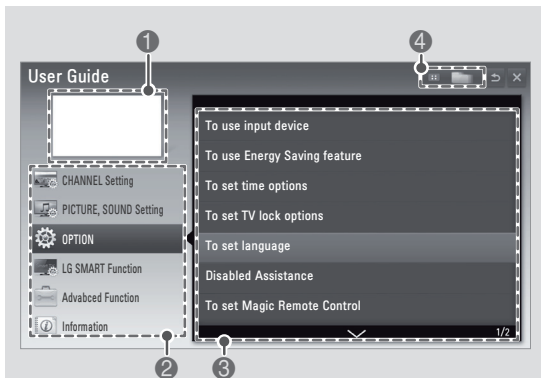 1
4
User Guide
To use input device
To use Energy Saving feature
To set time options
To set TV lock options
To set language
Disabled Assistance
To set Magic Remote Control
1/2
CHANNEL Setting
PICTURE, SOUND Setting
OPTION
LG SMART Function
Advabced Function
Information
2
3